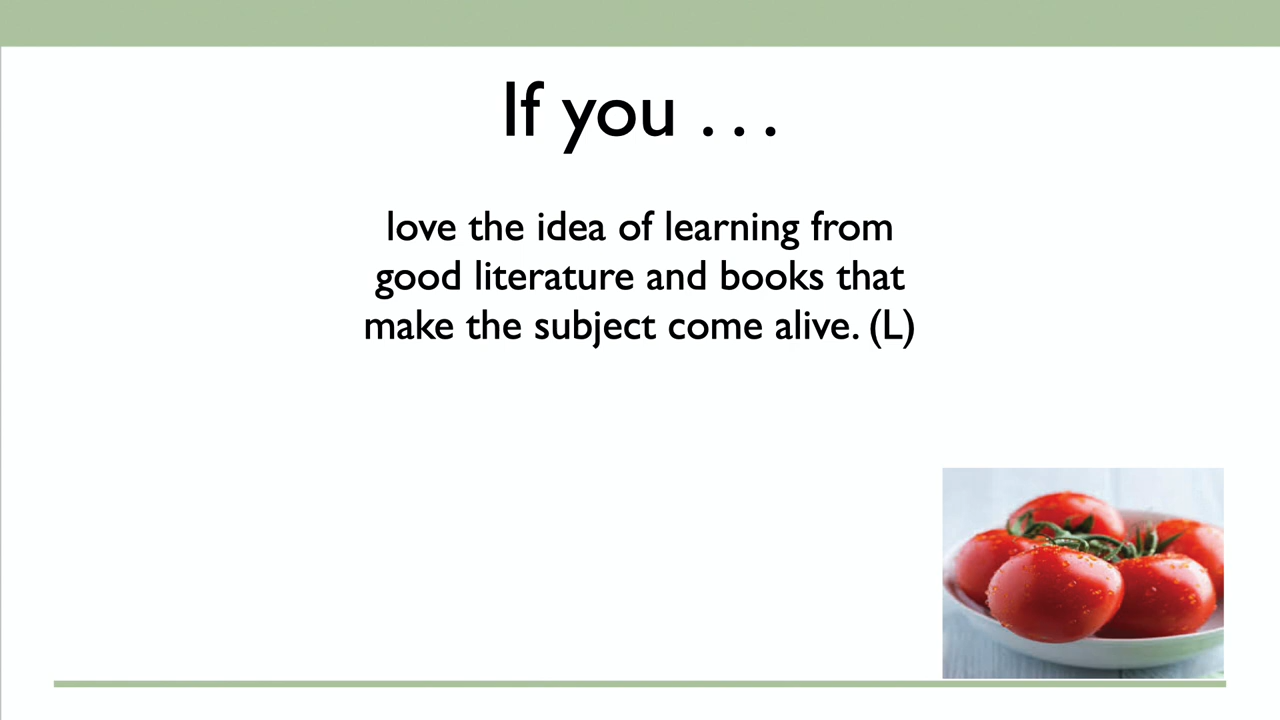 If you . . .
love the idea of learning from
good literature and books that
make the subject come alive. (L)